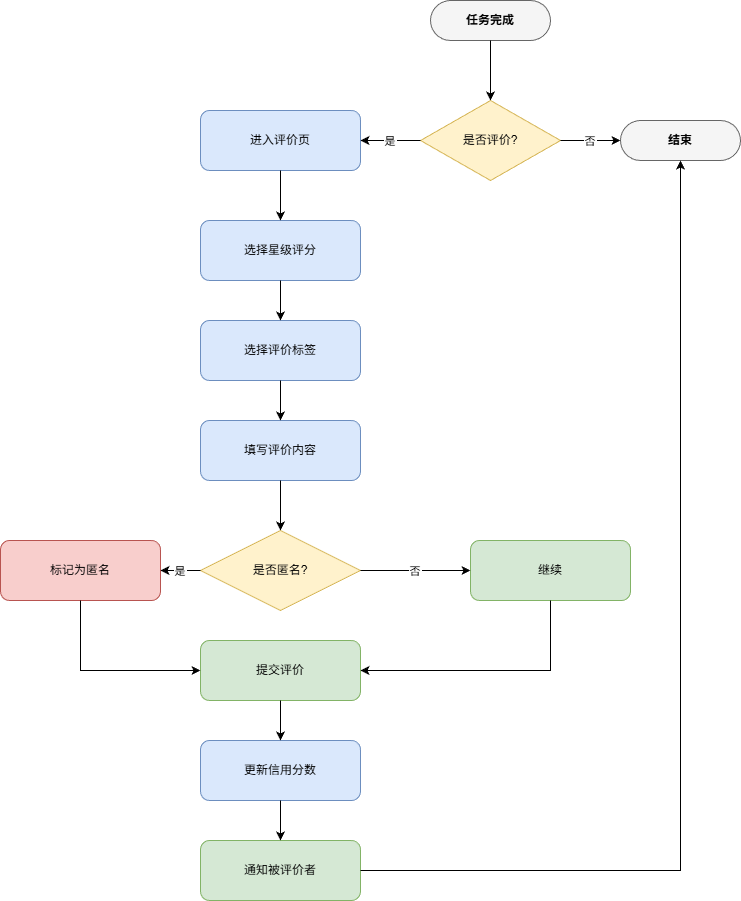 任务完成
是否评价?
是
否
结束
进入评价页
选择星级评分
选择评价标签
填写评价内容
是否匿名?
是
否
标记为匿名
继续
提交评价
更新信用分数
通知被评价者